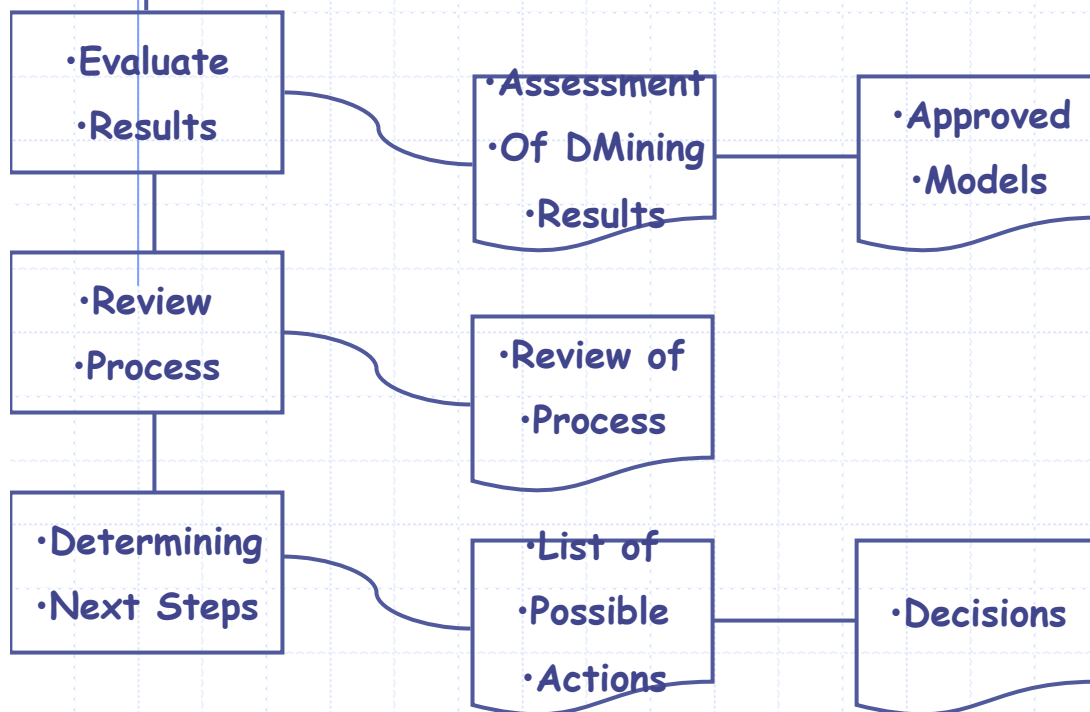 •Evaluate
•Results
•Assessment
•Of DMining
•Results
•Approved
•Models
•Review
•Process
•Review of
•Process
•Determining
•Next Steps
•List of
•Possible
•Actions
•Decisions